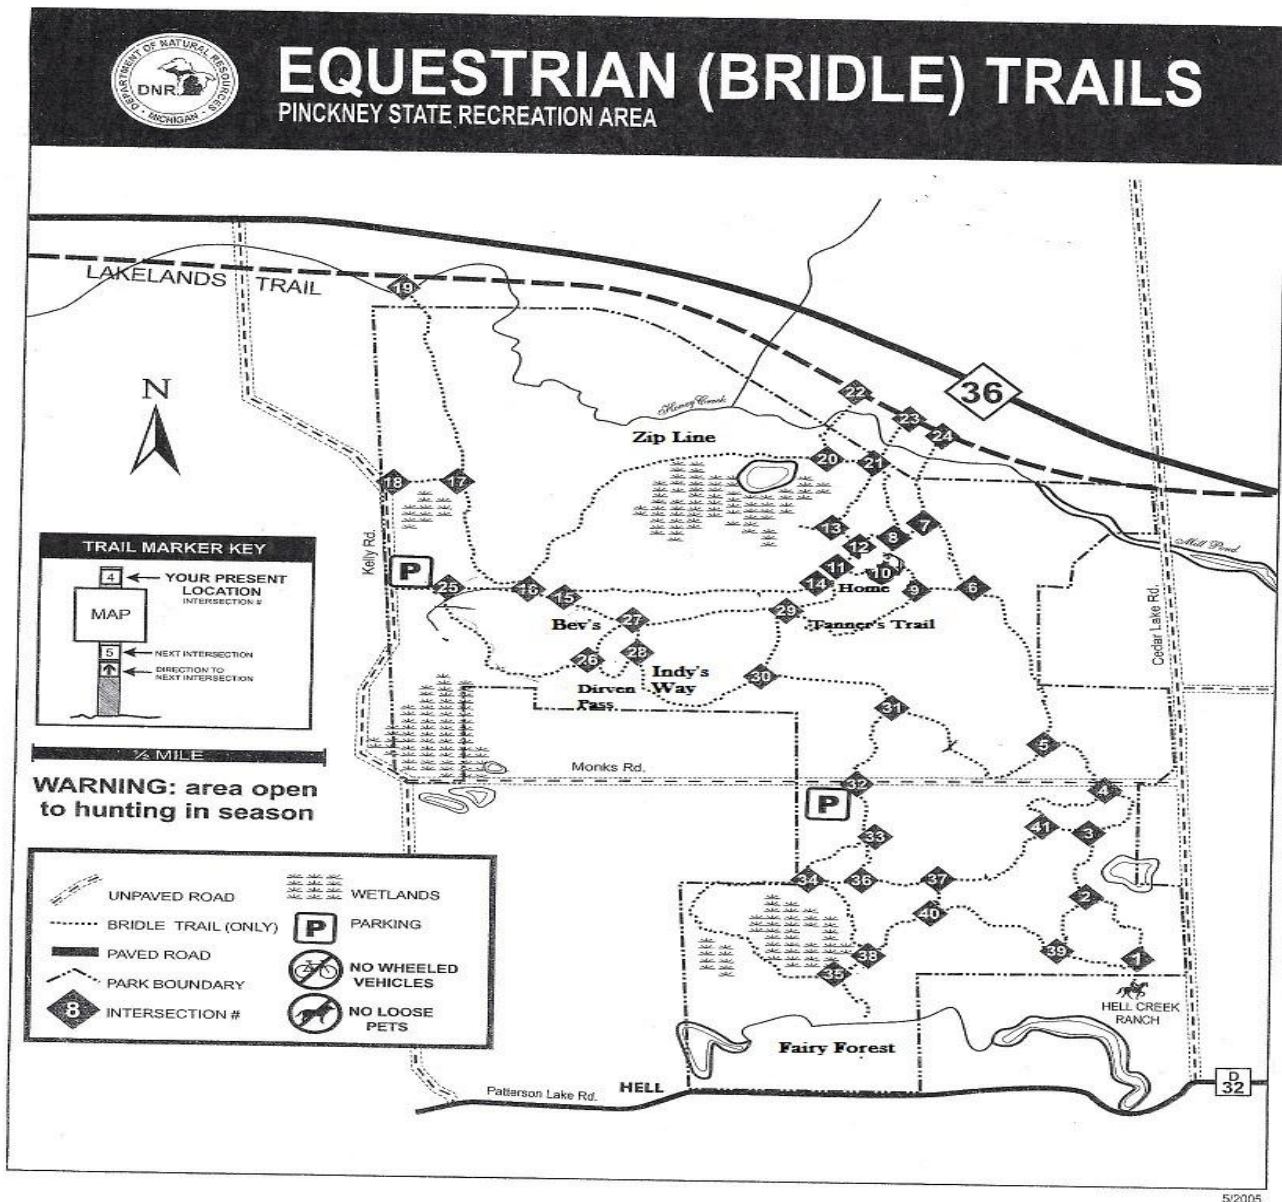 EQUESTRIAN (BRIDLE) TRAILS
PINCKNEY STATE RECREATION AREA
DEPARTMENT OF NATURAL RESOURCES
DNR
MICHIGAN
LAKELANDS TRAIL
19
36
N
22
23
24
Honey Creek
Zip Line
20
21
18
17
13
7
8
12
Mill Pond
TRAIL MARKER KEY
4
YOUR PRESENT
LOCATION
INTERSECTION #
MAP
5
NEXT INTERSECTION
DIRECTION TO
NEXT INTERSECTION
Kelly Rd.
P
25
16
15
11
10
14
Home
9
6
29
Tanner's Trail
Bev's
27
26
28
Indy's
Way
Dirven
Pass
30
31
Cedar Lake Rd.
5
½ MILE
Monks Rd.
WARNING: area open
to hunting in season
32
P
4
33
41
3
34
36
37
2
40
38
35
39
1
HELL CREEK
RANCH
UNPAVED ROAD
BRIDLE TRAIL (ONLY)
PAVED ROAD
PARK BOUNDARY
8
INTERSECTION #
WETLANDS
P
PARKING
NO WHEELED
VEHICLES
NO LOOSE
PETS
Fairy Forest
Patterson Lake Rd.
HELL
D
32
5/2005